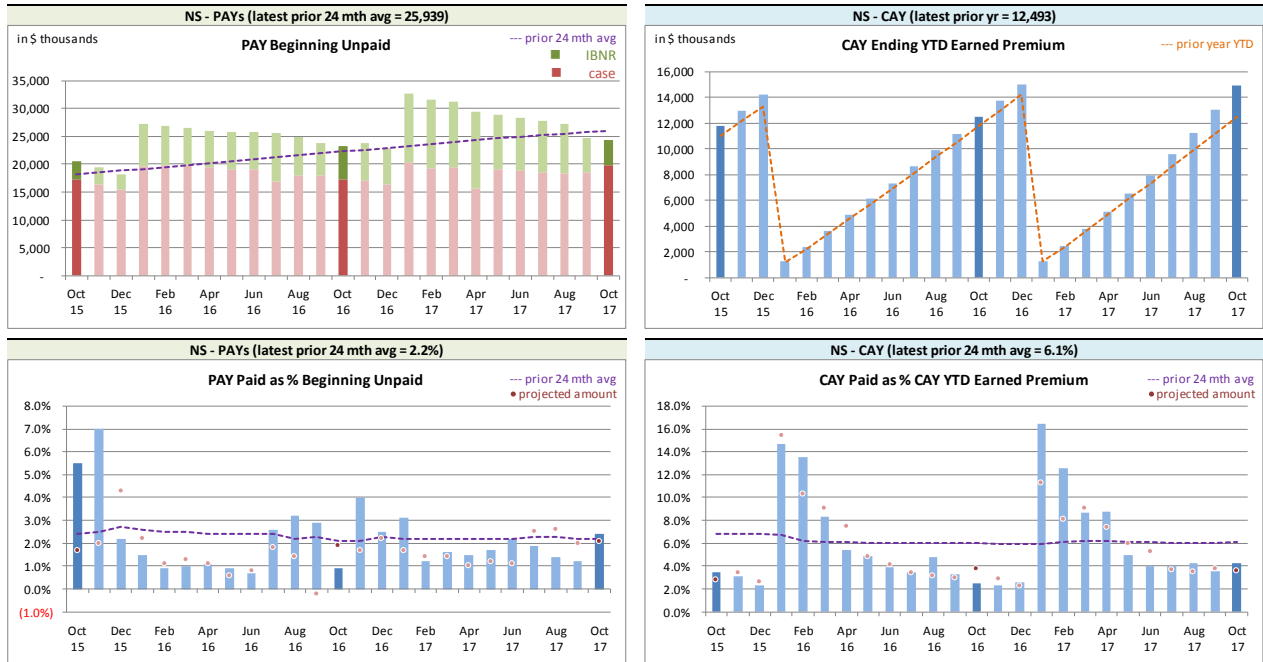 NS - PAYs (latest prior 24 mth avg = 25,939)
in $ thousands
PAY Beginning Unpaid
--- prior 24 mth avg
IBNR
case
35,000
30,000
25,000
20,000
15,000
10,000
5,000
-
Oct Dec Feb Apr Jun Aug Oct Dec Feb Apr Jun Aug Oct
15 15 16 16 16 16 16 16 17 17 17 17 17
NS - CAY (latest prior yr = 12,493)
in $ thousands
CAY Ending YTD Earned Premium
--- prior year YTD
16,000
14,000
12,000
10,000
8,000
6,000
4,000
2,000
-
Oct Dec Feb Apr Jun Aug Oct Dec Feb Apr Jun Aug Oct
15 15 16 16 16 16 16 16 17 17 17 17 17
NS - PAYs (latest prior 24 mth avg = 2.2%)
PAY Paid as % Beginning Unpaid
--- prior 24 mth avg
projected amount
8.0%
7.0%
6.0%
5.0%
4.0%
3.0%
2.0%
1.0%
0.0%
(1.0%)
Oct Dec Feb Apr Jun Aug Oct Dec Feb Apr Jun Aug Oct
15 15 16 16 16 16 16 16 17 17 17 17 17
NS - CAY (latest prior 24 mth avg = 6.1%)
CAY Paid as % CAY YTD Earned Premium
--- prior 24 mth avg
projected amount
18.0%
16.0%
14.0%
12.0%
10.0%
8.0%
6.0%
4.0%
2.0%
0.0%
Oct Dec Feb Apr Jun Aug Oct Dec Feb Apr Jun Aug Oct
15 15 16 16 16 16 16 16 17 17 17 17 17